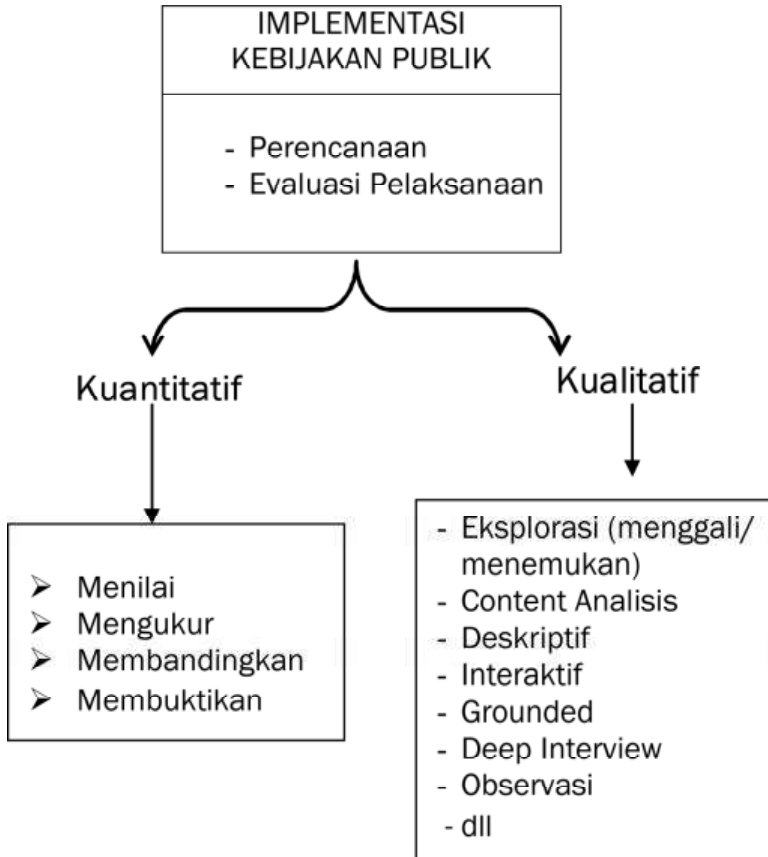 IMPLEMENTASI
KEBIJAKAN PUBLIK
- Perencanaan
- Evaluasi Pelaksanaan
Kuantitatif
Kualitatif
➢ Menilai
➢ Mengukur
➢ Membandingkan
➢ Membuktikan
- Eksplorasi (menggali/
menemukan)
- Content Analisis
- Deskriptif
- Interaktif
- Grounded
- Deep Interview
- Observasi
- dll